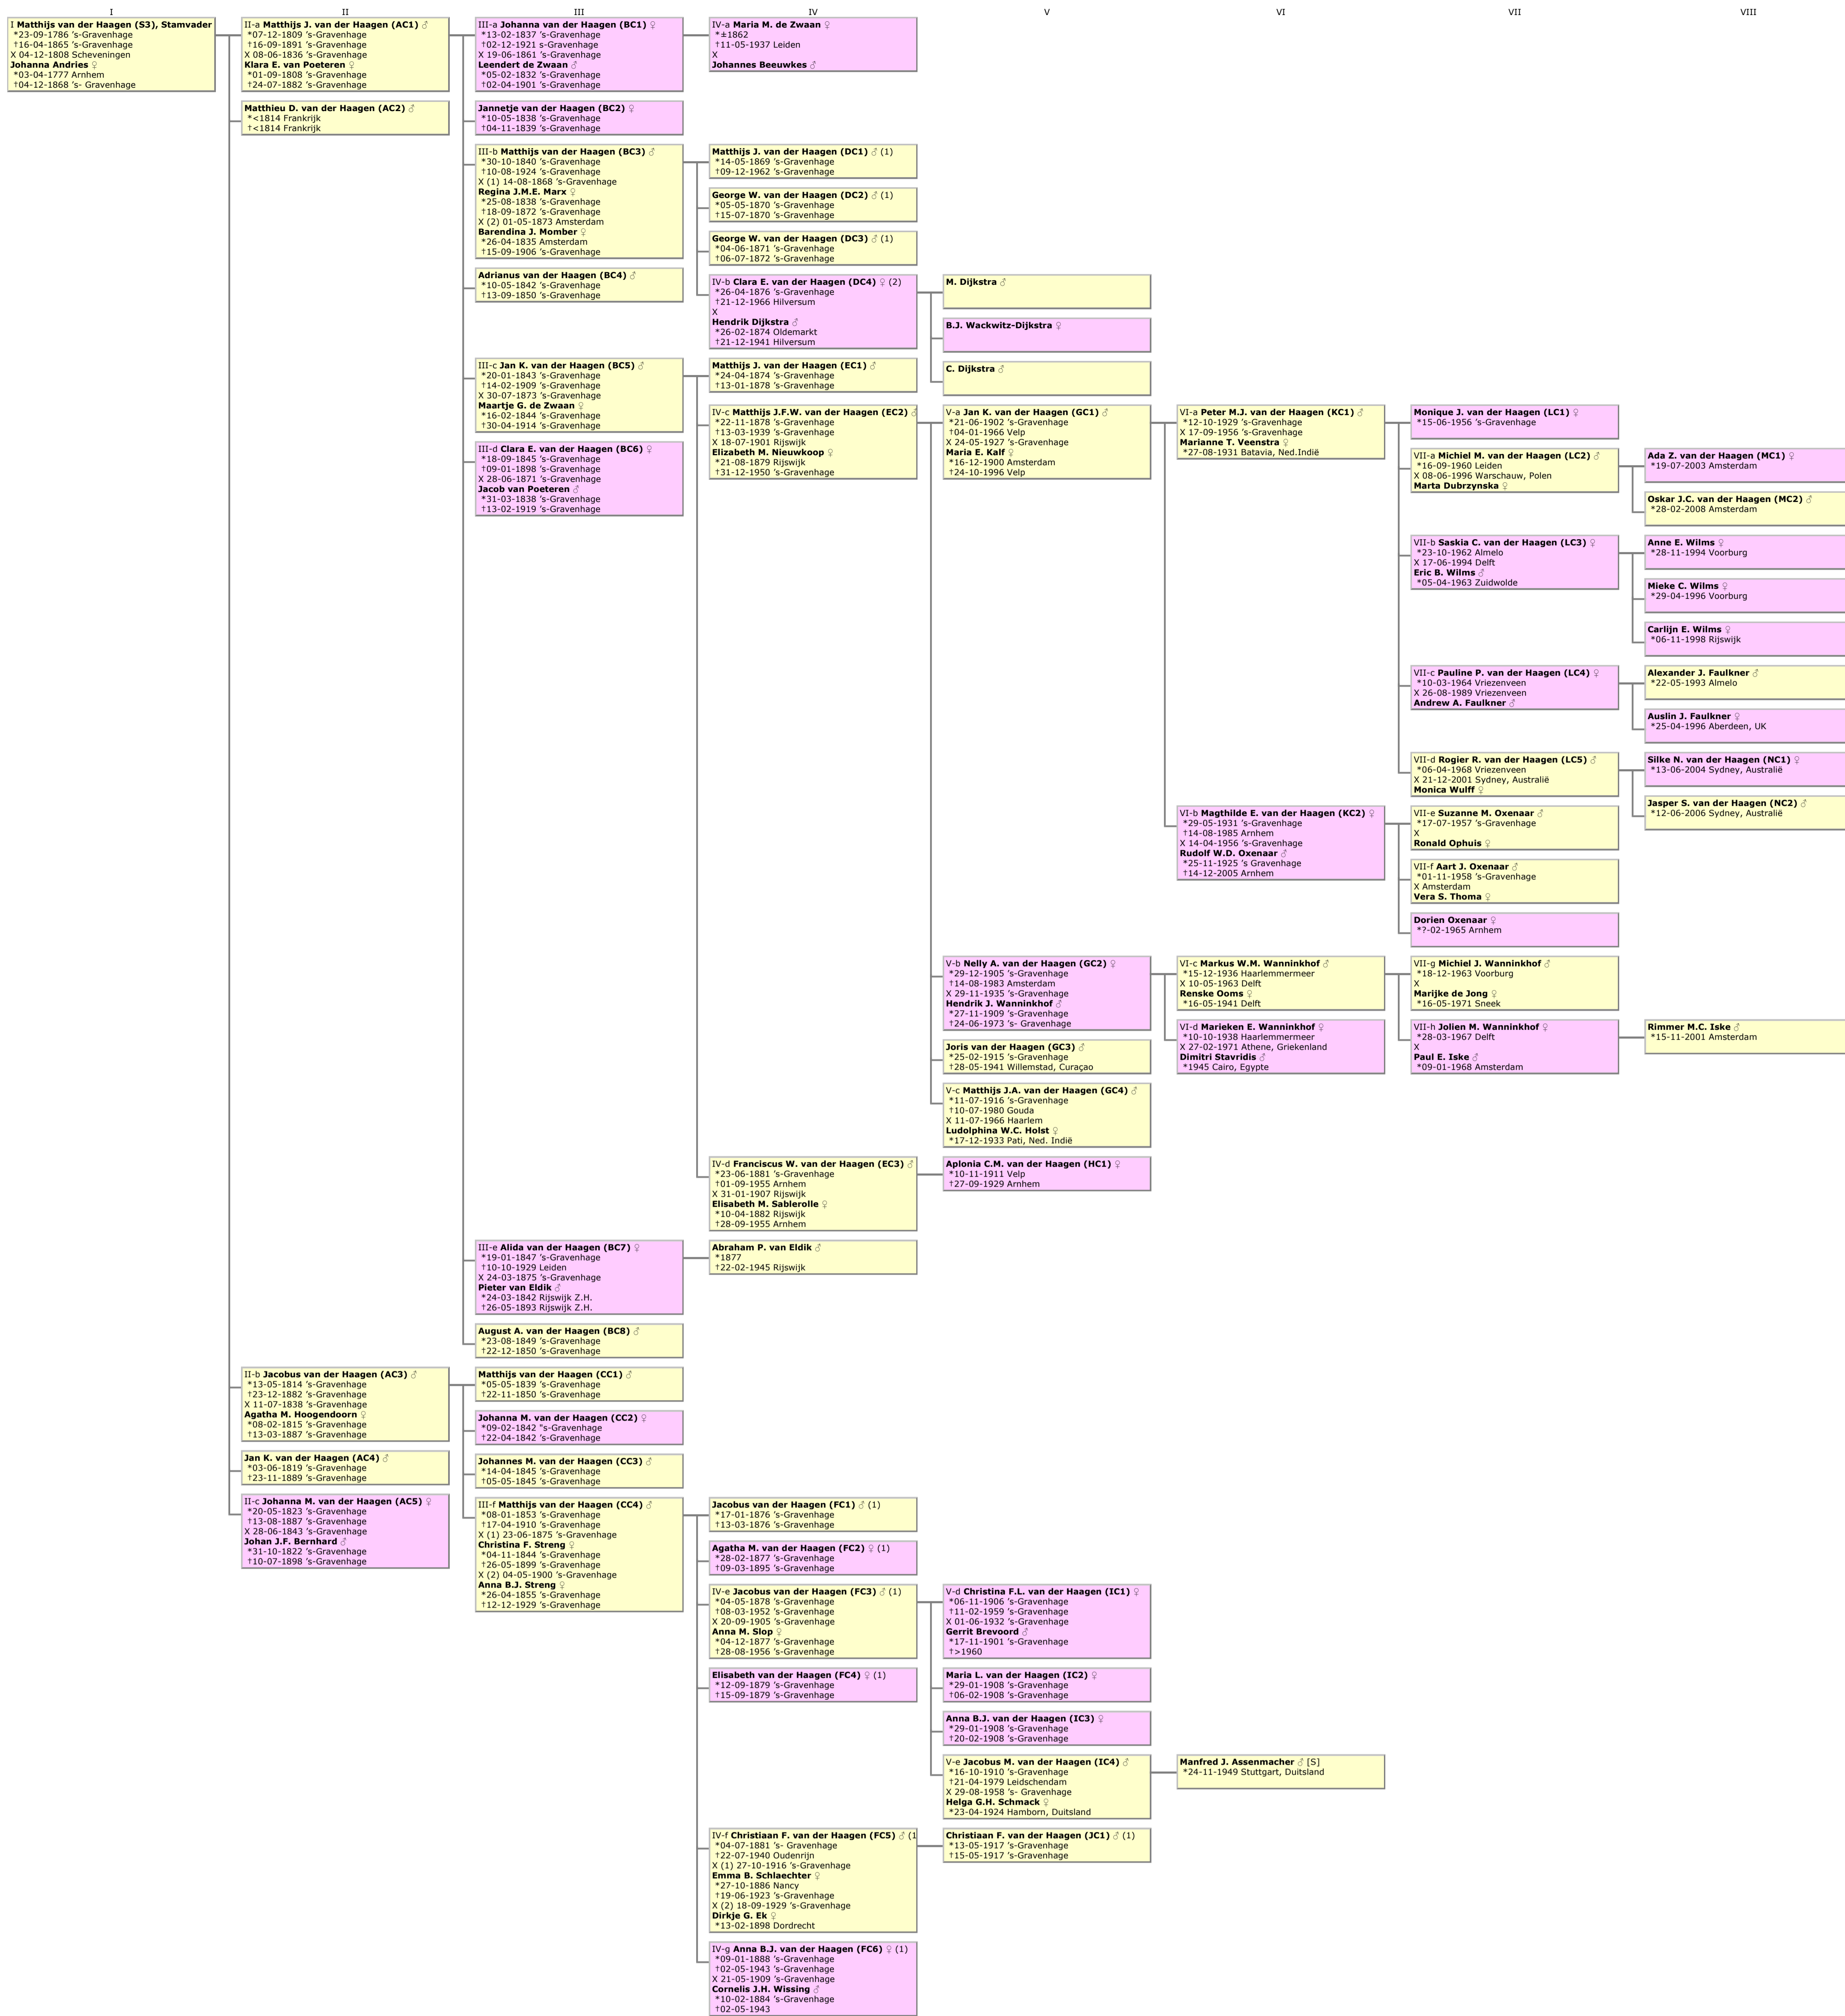 I
II
III
IV
V
VI
VII
VIII
I Matthijs van der Haagen (S3), Stamvader
*23-09-1786 ’s-Gravenhage
†16-04-1865 ’s-Gravenhage
X 04-12-1808 Scheveningen
Johanna Andries ♀
*03-04-1777 Arnhem
†04-12-1868 ’s- Gravenhage
II-a Matthijs J. van der Haagen (AC1) ♂
*07-12-1809 ’s-Gravenhage
†16-09-1891 ’s-Gravenhage
X 08-06-1836 ’s-Gravenhage
Klara E. van Poeteren ♀
*01-09-1808 ’s-Gravenhage
†24-07-1882 ’s-Gravenhage
Matthieu D. van der Haagen (AC2) ♂
*<1814 Frankrijk
†<1814 Frankrijk
II-b Jacobus van der Haagen (AC3) ♂
*13-05-1814 ’s-Gravenhage
†23-12-1882 ’s-Gravenhage
X 11-07-1838 ’s-Gravenhage
Agatha M. Hoogendoorn ♀
*08-02-1815 ’s-Gravenhage
†13-03-1887 ’s-Gravenhage
Jan K. van der Haagen (AC4) ♂
*03-06-1819 ’s-Gravenhage
†23-11-1889 ’s-Gravenhage
II-c Johanna M. van der Haagen (AC5) ♀
*20-05-1823 ’s-Gravenhage
†13-08-1887 ’s-Gravenhage
X 28-06-1843 ’s-Gravenhage
Johan J.F. Bernhard ♂
*31-10-1822 ’s-Gravenhage
†10-07-1898 ’s-Gravenhage
III-a Johanna van der Haagen (BC1) ♀
*13-02-1837 ’s-Gravenhage
†02-12-1921 s-Gravenhage
X 19-06-1861 ’s-Gravenhage
Leendert de Zwaan ♂
*05-02-1832 ’s-Gravenhage
†02-04-1901 ’s-Gravenhage
Jannetje van der Haagen (BC2) ♀
*10-05-1838 ’s-Gravenhage
†04-11-1839 ’s-Gravenhage
III-b Matthijs van der Haagen (BC3) ♂
*30-10-1840 ’s-Gravenhage
†10-08-1924 ’s-Gravenhage
X (1) 14-08-1868 ’s-Gravenhage
Regina J.M.E. Marx ♀
*25-08-1838 ’s-Gravenhage
†18-09-1872 ’s-Gravenhage
X (2) 01-05-1873 Amsterdam
Barendina J. Momber ♀
*26-04-1835 Amsterdam
†15-09-1906 ’s-Gravenhage
Adrianus van der Haagen (BC4) ♂
*10-05-1842 ’s-Gravenhage
†13-09-1850 ’s-Gravenhage
III-c Jan K. van der Haagen (BC5) ♂
*20-01-1843 ’s-Gravenhage
†14-02-1909 ’s-Gravenhage
X 30-07-1873 ’s-Gravenhage
Maartje G. de Zwaan ♀
*16-02-1844 ’s-Gravenhage
†30-04-1914 ’s-Gravenhage
III-d Clara E. van der Haagen (BC6) ♀
*18-09-1845 ’s-Gravenhage
†09-01-1898 ’s-Gravenhage
X 28-06-1871 ’s-Gravenhage
Jacob van Poeteren ♂
*31-03-1838 ’s-Gravenhage
†13-02-1919 ’s-Gravenhage
III-e Alida van der Haagen (BC7) ♀
*19-01-1847 ’s-Gravenhage
†10-10-1929 Leiden
X 24-03-1875 ’s-Gravenhage
Pieter van Eldik ♂
*24-03-1842 Rijswijk Z.H.
†26-05-1893 Rijswijk Z.H.
August A. van der Haagen (BC8) ♂
*23-08-1849 ’s-Gravenhage
†22-12-1850 ’s-Gravenhage
Matthijs van der Haagen (CC1) ♂
*05-05-1839 ’s-Gravenhage
†22-11-1850 ’s-Gravenhage
Johanna M. van der Haagen (CC2) ♀
*09-02-1842 "s-Gravenhage
†22-04-1842 ’s-Gravenhage
Johannes M. van der Haagen (CC3) ♂
*14-04-1845 ’s-Gravenhage
†05-05-1845 ’s-Gravenhage
III-f Matthijs van der Haagen (CC4) ♂
*08-01-1853 ’s-Gravenhage
†17-04-1910 ’s-Gravenhage
X (1) 23-06-1875 ’s-Gravenhage
Christina F. Streng ♀
*04-11-1844 ’s-Gravenhage
†26-05-1899 ’s-Gravenhage
X (2) 04-05-1900 ’s-Gravenhage
Anna B.J. Streng ♀
*26-04-1855 ’s-Gravenhage
†12-12-1929 ’s-Gravenhage
IV-a Maria M. de Zwaan ♀
*±1862
†11-05-1937 Leiden
X
Johannes Beeuwkes ♂
Matthijs J. van der Haagen (DC1) ♂ (1)
*14-05-1869 ’s-Gravenhage
†09-12-1962 ’s-Gravenhage
George W. van der Haagen (DC2) ♂ (1)
*05-05-1870 ’s-Gravenhage
†15-07-1870 ’s-Gravenhage
George W. van der Haagen (DC3) ♂ (1)
*04-06-1871 ’s-Gravenhage
†06-07-1872 ’s-Gravenhage
IV-b Clara E. van der Haagen (DC4) ♀ (2)
*26-04-1876 ’s-Gravenhage
†21-12-1966 Hilversum
X
Hendrik Dijkstra ♂
*26-02-1874 Oldemarkt
†21-12-1941 Hilversum
Matthijs J. van der Haagen (EC1) ♂
*24-04-1874 ’s-Gravenhage
†13-01-1878 ’s-Gravenhage
IV-c Matthijs J.F.W. van der Haagen (EC2) ♂
*22-11-1878 ’s-Gravenhage
†13-03-1939 ’s-Gravenhage
X 18-07-1901 Rijswijk
Elizabeth M. Nieuwkoop ♀
*21-08-1879 Rijswijk
†31-12-1950 ’s-Gravenhage
IV-d Franciscus W. van der Haagen (EC3) ♂
*23-06-1881 ’s-Gravenhage
†01-09-1955 Arnhem
X 31-01-1907 Rijswijk
Elisabeth M. Sablerolle ♀
*10-04-1882 Rijswijk
†28-09-1955 Arnhem
Abraham P. van Eldik ♂
*1877
†22-02-1945 Rijswijk
Jacobus van der Haagen (FC1) ♂ (1)
*17-01-1876 ’s-Gravenhage
†13-03-1876 ’s-Gravenhage
Agatha M. van der Haagen (FC2) ♀ (1)
*28-02-1877 ’s-Gravenhage
†09-03-1895 ’s-Gravenhage
IV-e Jacobus van der Haagen (FC3) ♂ (1)
*04-05-1878 ’s-Gravenhage
†08-03-1952 ’s-Gravenhage
X 20-09-1905 ’s-Gravenhage
Anna M. Slop ♀
*04-12-1877 ’s-Gravenhage
†28-08-1956 ’s-Gravenhage
Elisabeth van der Haagen (FC4) ♀ (1)
*12-09-1879 ’s-Gravenhage
†15-09-1879 ’s-Gravenhage
IV-f Christiaan F. van der Haagen (FC5) ♂ (1
*04-07-1881 ’s- Gravenhage
†22-07-1940 Oudenrijn
X (1) 27-10-1916 ’s-Gravenhage
Emma B. Schlaechter ♀
*27-10-1886 Nancy
†19-06-1923 ’s-Gravenhage
X (2) 18-09-1929 ’s-Gravenhage
Dirkje G. Ek ♀
*13-02-1898 Dordrecht
IV-g Anna B.J. van der Haagen (FC6) ♀ (1)
*09-01-1888 ’s-Gravenhage
†02-05-1943 ’s-Gravenhage
X 21-05-1909 ’s-Gravenhage
Cornelis J.H. Wissing ♂
*10-02-1884 ’s-Gravenhage
†02-05-1943
M. Dijkstra ♂
B.J. Wackwitz-Dijkstra ♀
C. Dijkstra ♂
V-a Jan K. van der Haagen (GC1) ♂
*21-06-1902 ’s-Gravenhage
†04-01-1966 Velp
X 24-05-1927 ’s-Gravenhage
Maria E. Kalf ♀
*16-12-1900 Amsterdam
†24-10-1996 Velp
V-b Nelly A. van der Haagen (GC2) ♀
*29-12-1905 ’s-Gravenhage
†14-08-1983 Amsterdam
X 29-11-1935 ’s-Gravenhage
Hendrik J. Wanninkhof ♂
*27-11-1909 ’s-Gravenhage
†24-06-1973 ’s- Gravenhage
Joris van der Haagen (GC3) ♂
*25-02-1915 ’s-Gravenhage
†28-05-1941 Willemstad, Curaçao
V-c Matthijs J.A. van der Haagen (GC4) ♂
*11-07-1916 ’s-Gravenhage
†10-07-1980 Gouda
X 11-07-1966 Haarlem
Ludolphina W.C. Holst ♀
*17-12-1933 Pati, Ned. Indië
Aplonia C.M. van der Haagen (HC1) ♀
*10-11-1911 Velp
†27-09-1929 Arnhem
V-d Christina F.L. van der Haagen (IC1) ♀
*06-11-1906 ’s-Gravenhage
†11-02-1959 ’s-Gravenhage
X 01-06-1932 ’s-Gravenhage
Gerrit Brevoord ♂
*17-11-1901 ’s-Gravenhage
†>1960
Maria L. van der Haagen (IC2) ♀
*29-01-1908 ’s-Gravenhage
†06-02-1908 ’s-Gravenhage
Anna B.J. van der Haagen (IC3) ♀
*29-01-1908 ’s-Gravenhage
†20-02-1908 ’s-Gravenhage
V-e Jacobus M. van der Haagen (IC4) ♂
*16-10-1910 ’s-Gravenhage
†21-04-1979 Leidschendam
X 29-08-1958 ’s- Gravenhage
Helga G.H. Schmack ♀
*23-04-1924 Hamborn, Duitsland
Christiaan F. van der Haagen (JC1) ♂ (1)
*13-05-1917 ’s-Gravenhage
†15-05-1917 ’s-Gravenhage
VI-a Peter M.J. van der Haagen (KC1) ♂
*12-10-1929 ’s-Gravenhage
X 17-09-1956 ’s-Gravenhage
Marianne T. Veenstra ♀
*27-08-1931 Batavia, Ned.Indië
VI-b Magthilde E. van der Haagen (KC2) ♀
*29-05-1931 ’s-Gravenhage
†14-08-1985 Arnhem
X 14-04-1956 ’s-Gravenhage
Rudolf W.D. Oxenaar ♂
*25-11-1925 ’s Gravenhage
†14-12-2005 Arnhem
VI-c Markus W.M. Wanninkhof ♂
*15-12-1936 Haarlemmermeer
X 10-05-1963 Delft
Renske Ooms ♀
*16-05-1941 Delft
VI-d Marieken E. Wanninkhof ♀
*10-10-1938 Haarlemmermeer
X 27-02-1971 Athene, Griekenland
Dimitri Stavridis ♂
*1945 Cairo, Egypte
Manfred J. Assenmacher ♂ [S]
*24-11-1949 Stuttgart, Duitsland
Monique J. van der Haagen (LC1) ♀
*15-06-1956 ’s-Gravenhage
VII-a Michiel M. van der Haagen (LC2) ♂
*16-09-1960 Leiden
X 08-06-1996 Warschauw, Polen
Marta Dubrzynska ♀
VII-b Saskia C. van der Haagen (LC3) ♀
*23-10-1962 Almelo
X 17-06-1994 Delft
Eric B. Wilms ♂
*05-04-1963 Zuidwolde
VII-c Pauline P. van der Haagen (LC4) ♀
*10-03-1964 Vriezenveen
X 26-08-1989 Vriezenveen
Andrew A. Faulkner ♂
VII-d Rogier R. van der Haagen (LC5) ♂
*06-04-1968 Vriezenveen
X 21-12-2001 Sydney, Australië
Monica Wulff ♀
VII-e Suzanne M. Oxenaar ♂
*17-07-1957 ’s-Gravenhage
X
Ronald Ophuis ♀
VII-f Aart J. Oxenaar ♂
*01-11-1958 ’s-Gravenhage
X Amsterdam
Vera S. Thoma ♀
Dorien Oxenaar ♀
*?-02-1965 Arnhem
VII-g Michiel J. Wanninkhof ♂
*18-12-1963 Voorburg
X
Marijke de Jong ♀
*16-05-1971 Sneek
VII-h Jolien M. Wanninkhof ♀
*28-03-1967 Delft
X
Paul E. Iske ♂
*09-01-1968 Amsterdam
Ada Z. van der Haagen (MC1) ♀
*19-07-2003 Amsterdam
Oskar J.C. van der Haagen (MC2) ♂
*28-02-2008 Amsterdam
Anne E. Wilms ♀
*28-11-1994 Voorburg
Mieke C. Wilms ♀
*29-04-1996 Voorburg
Carlijn E. Wilms ♀
*06-11-1998 Rijswijk
Alexander J. Faulkner ♂
*22-05-1993 Almelo
Auslin J. Faulkner ♀
*25-04-1996 Aberdeen, UK
Silke N. van der Haagen (NC1) ♀
*13-06-2004 Sydney, Australië
Jasper S. van der Haagen (NC2) ♂
*12-06-2006 Sydney, Australië
Rimmer M.C. Iske ♂
*15-11-2001 Amsterdam